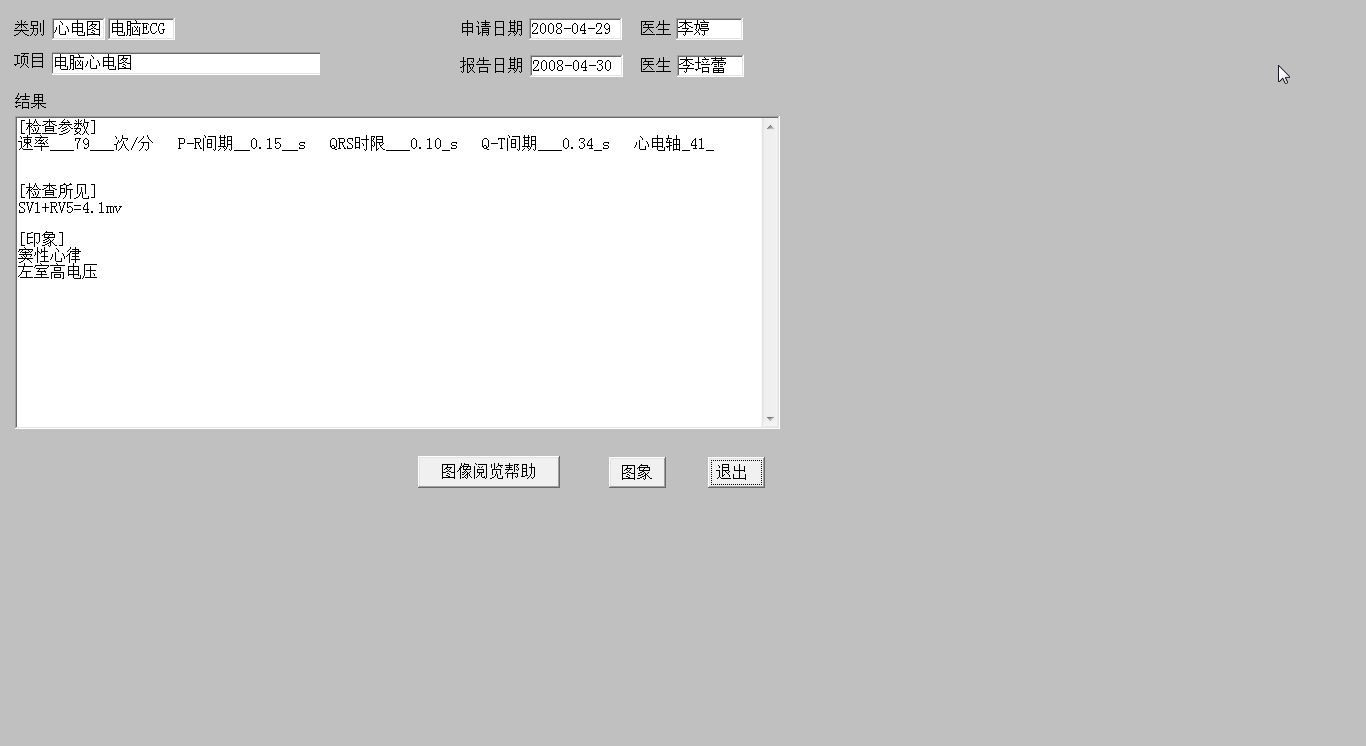 类别 心电图 电脑ECG 申请日期 2008-04-29 医生 李婷
项目 电脑心电图 报告日期 2008-04-30 医生 李培蕾
结果
[检查参数]
速率___79___次/分 P-R间期__0.15__s QRS时限___0.10_s Q-T间期___0.34_s 心电轴_41_
[检查所见]
SV1+RV5=4.1mv
[印象]
窦性心律
左室高电压
图像阅览帮助 图象 退出